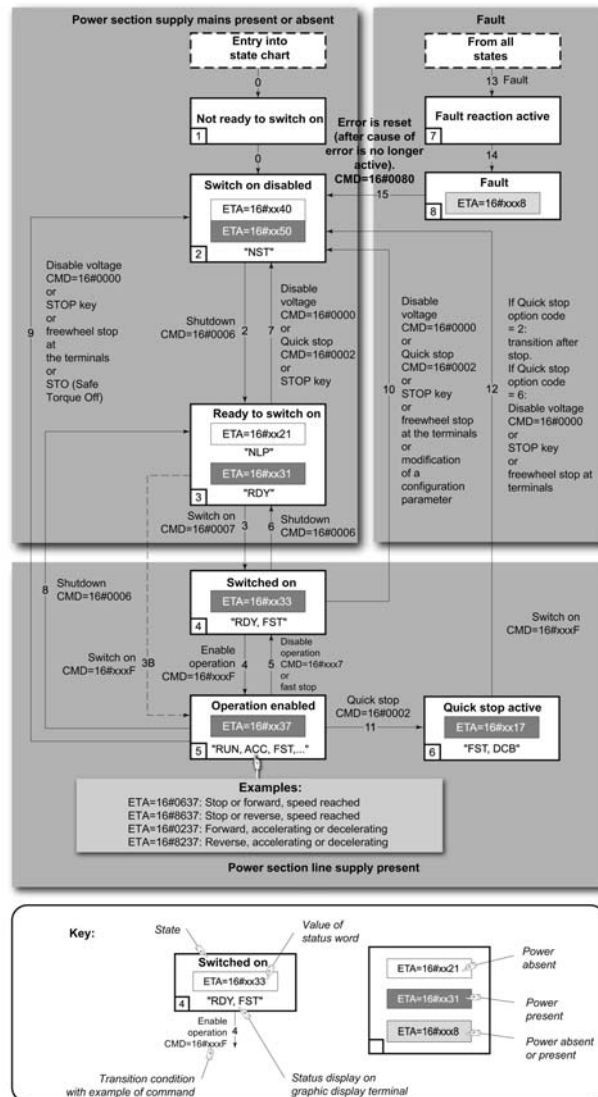 Power section supply mains present or absent
Entry into
state chart
0
Not ready to switch on
1
0
Switch on disabled
ETA=16#xx40
ETA=16#xx50
2
"NST"
Fault
From all
states
13 Fault
Fault reaction active
7
14
Fault
ETA=16#xxx8
8
Error is reset
(after cause of
error is no longer
active).
CMD=16#0080
15
9
Disable voltage
CMD=16#0000
or
STOP key
or
freewheel stop
at
the terminals
or
STO (Safe
Torque Off)
Shutdown
CMD=16#0006
2
7
Disable
voltage
CMD=16#0000
or
Quick stop
CMD=16#0002
or
STOP key
10
Disable
voltage
CMD=16#0000
or
Quick stop
CMD=16#0002
or
STOP key
or
freewheel stop
at the terminals
or
modification
of a
configuration
parameter
12
If Quick stop
option code
= 2:
transition after
stop.
If Quick stop
option code
= 6:
Disable voltage
CMD=16#0000
or
STOP key
or
freewheel stop at
terminals
Ready to switch on
ETA=16#xx21
"NLP"
ETA=16#xx31
3
"RDY"
Switch on
CMD=16#0007
3
6
Shutdown
CMD=16#0006
Switched on
ETA=16#xx33
4
"RDY, FST"
8
Shutdown
CMD=16#0006
Switch on
CMD=16#xxxF
3B
Enable
operation
CMD=16#xxxF
4
5
Disable
operation
CMD=16#xxx7
or
fast stop
Switch on
CMD=16#xxxF
Operation enabled
ETA=16#xx37
5
"RUN, ACC, FST,..."
Quick stop
CMD=16#0002
11
Quick stop active
ETA=16#xx17
6
"FST, DCB"
Examples:
ETA=16#0637: Stop or forward, speed reached
ETA=16#8637: Stop or reverse, speed reached
ETA=16#0237: Forward, accelerating or decelerating
ETA=16#8237: Reverse, accelerating or decelerating
Power section line supply present
Key:
State
Value of
status word
Switched on
ETA=16#xx33
4
"RDY, FST"
Enable
operation
CMD=16#xxxF
4
Transition condition
with example of command
Status display on
graphic display terminal
ETA=16#xx21
ETA=16#xx31
ETA=16#xxx8
Power
absent
Power
present
Power absent
or present